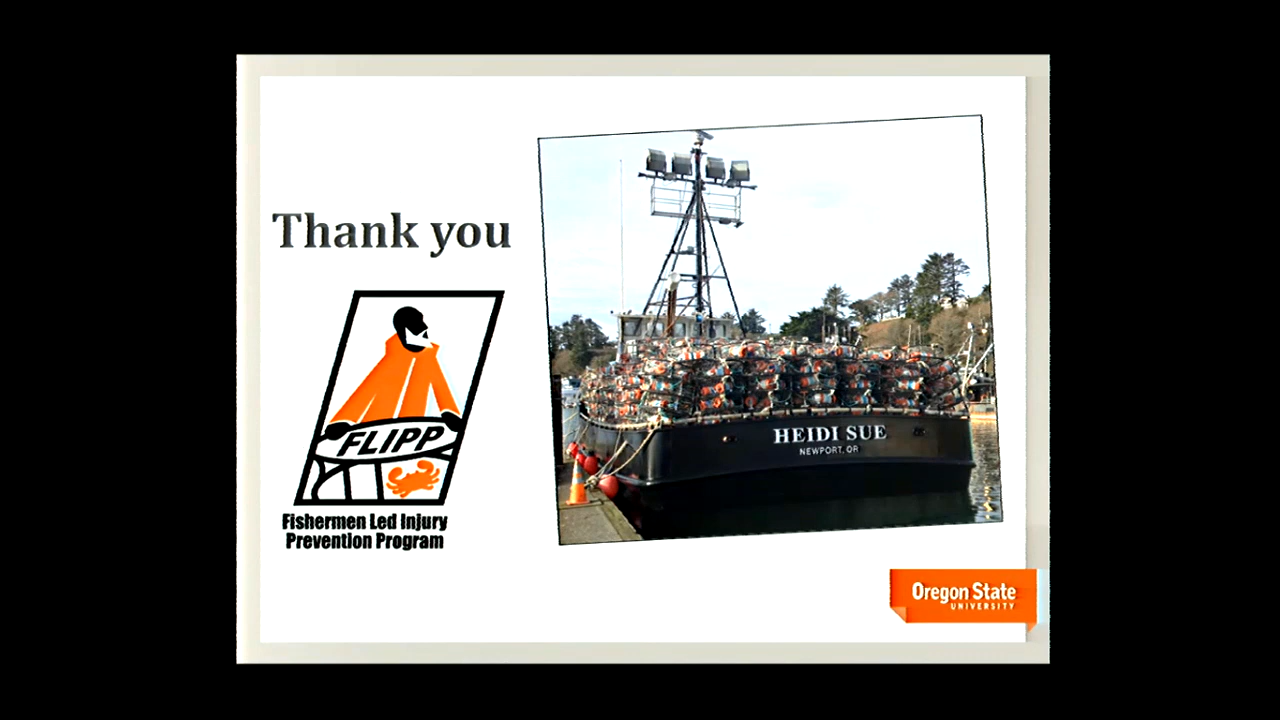 Thank you
FLIPP
Fishermen Led Injury
Prevention Program
HEIDI SUE
NEWPORT, OR
Oregon State
UNIVERSITY